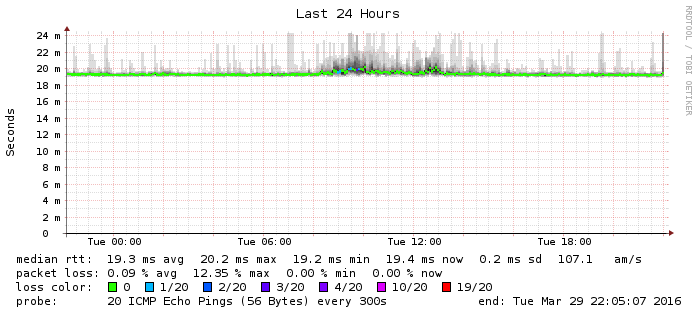 Last 24 Hours
RRDTOOL / TOBI OETIKER
Seconds
24 m
22 m
20 m
18 m
16 m
14 m
12 m
10 m
8 m
6 m
4 m
2 m
0
Tue 00:00 Tue 06:00 Tue 12:00 Tue 18:00
median rtt: 19.3 ms avg 20.2 ms max 19.2 ms min 19.4 ms now 0.2 ms sd 107.1 am/s
packet loss: 0.09 % avg 12.35 % max 0.00 % min 0.00 % now
loss color: 0 1/20 2/20 3/20 4/20 10/20 19/20
probe: 20 ICMP Echo Pings (56 Bytes) every 300s end: Tue Mar 29 22:05:07 2016